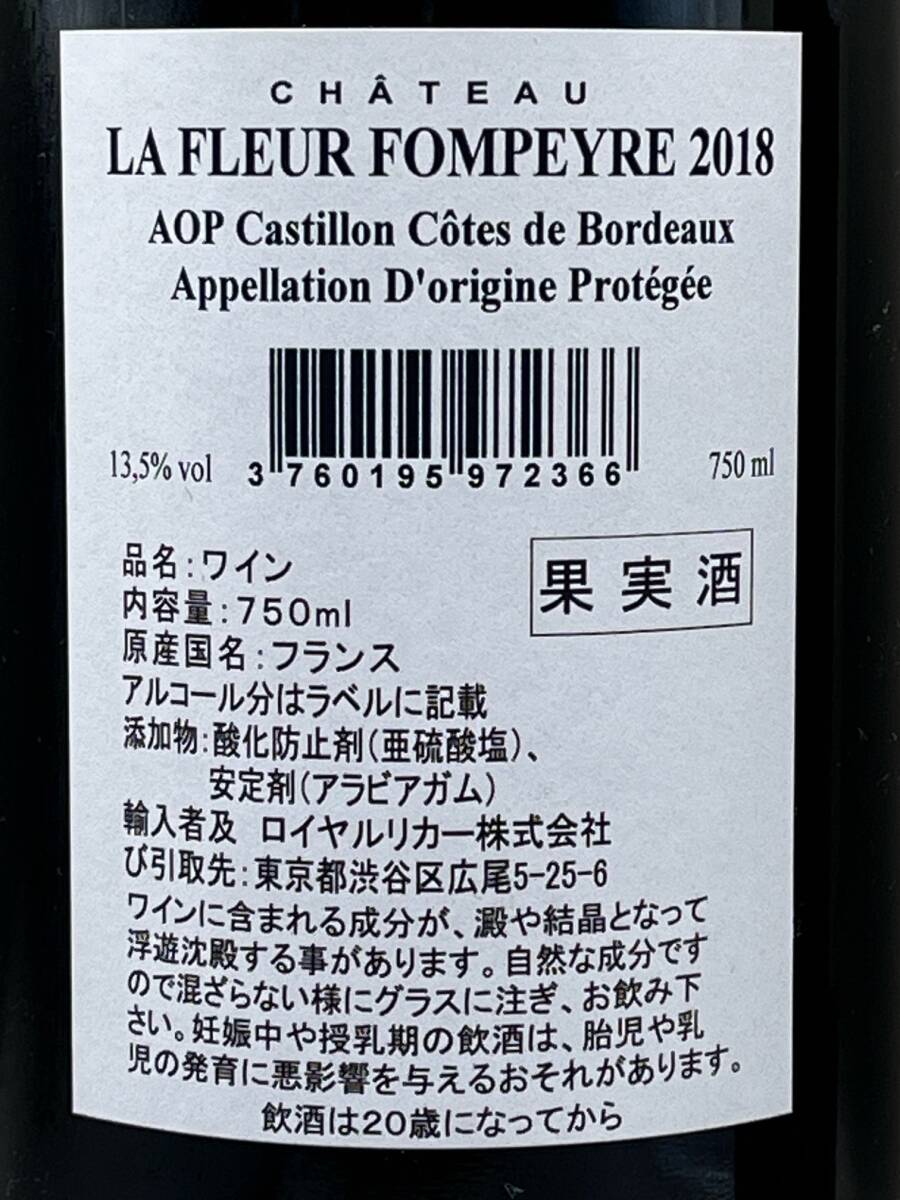 CHÂTEAU
LA FLEUR FOMPEYRE 2018
AOP Castillon Côtes de Bordeaux
Appellation D'origine Protégée
13,5% vol
3 760195 972366
750 ml
品名：ワイン
果実酒
内容量：750ml
原産国名：フランス
アルコール分はラベルに記載
添加物：酸化防止剤（亜硫酸塩）、
安定剤（アラビアガム）
輸入者及 ロイヤルリカー株式会社
び引取先：東京都渋谷区広尾5-25-6
ワインに含まれる成分が、澱や結晶となって
浮遊沈殿する事があります。自然な成分です
ので混ざらない様にグラスに注ぎ、お飲み下
さい。妊娠中や授乳期の飲酒は、胎児や乳
児の発育に悪影響を与えるおそれがあります。
飲酒は20歳になってから